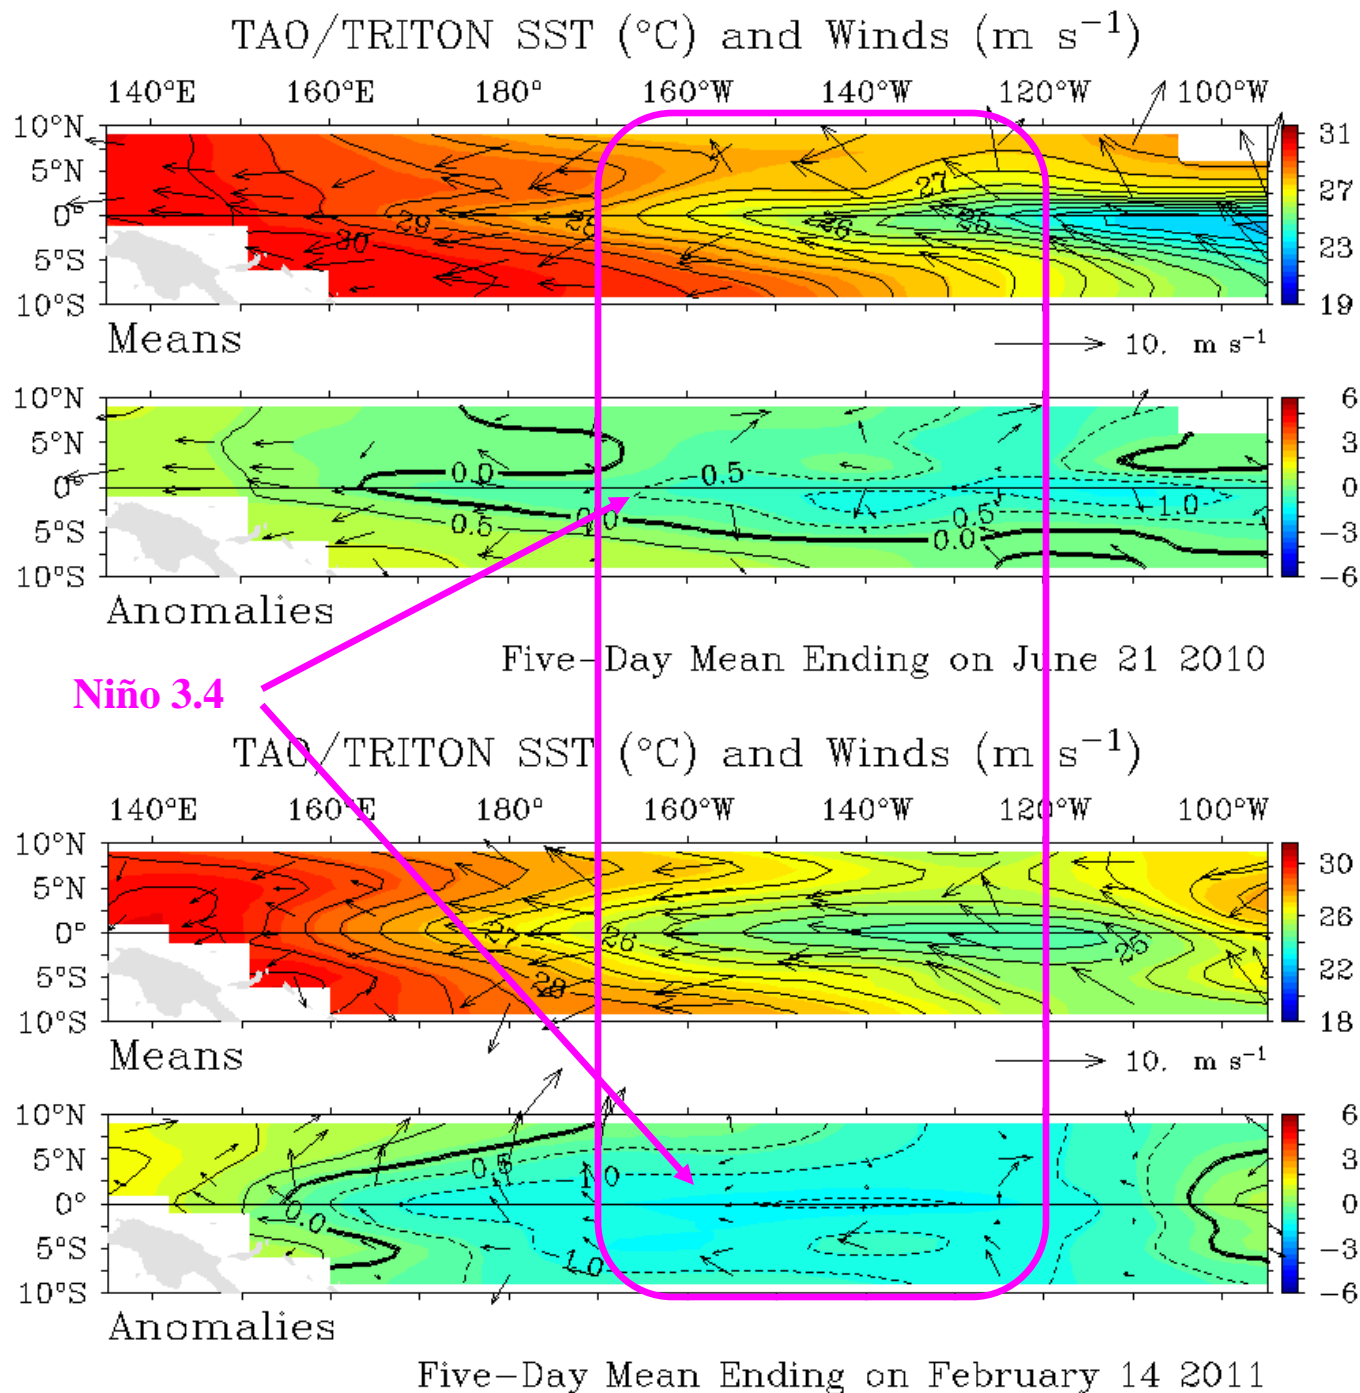 TAO/TRITON SST (°C) and Winds (m s⁻¹)
140°E 160°E 180° 160°W 140°W 120°W 100°W
10°N
5°N
0°
5°S
10°S
30 29 28 26 27 25
31
27
23
19
Means
10. m s⁻¹
10°N
5°N
0°
5°S
10°S
0.0 0.5 0.0 0.5 0.5 0.0 1.0
6
3
0
−3
−6
Anomalies
Five−Day Mean Ending on June 21 2010
Niño 3.4
TAO/TRITON SST (°C) and Winds (m s⁻¹)
140°E 160°E 180° 160°W 140°W 120°W 100°W
10°N
5°N
0°
5°S
10°S
27 26 28 25
30
26
22
18
Means
10. m s⁻¹
10°N
5°N
0°
5°S
10°S
0.0 0.5 1.0 1.0
6
3
0
−3
−6
Anomalies
Five−Day Mean Ending on February 14 2011